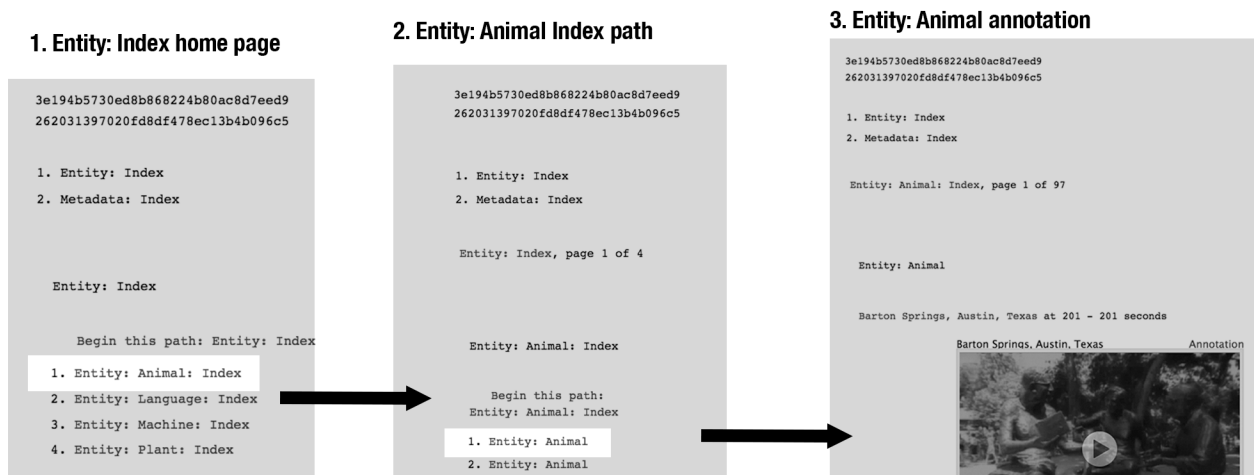 1. Entity: Index home page
3e194b5730ed8b868224b80ac8d7eed9
262031397020fd8df478ec13b4b096c5
1. Entity: Index
2. Metadata: Index
Entity: Index
Begin this path: Entity: Index
1. Entity: Animal: Index
2. Entity: Language: Index
3. Entity: Machine: Index
4. Entity: Plant: Index
2. Entity: Animal Index path
3e194b5730ed8b868224b80ac8d7eed9
262031397020fd8df478ec13b4b096c5
1. Entity: Index
2. Metadata: Index
Entity: Index, page 1 of 4
Entity: Animal: Index
Begin this path:
Entity: Animal: Index
1. Entity: Animal
2. Entity: Animal
3. Entity: Animal annotation
3e194b5730ed8b868224b80ac8d7eed9
262031397020fd8df478ec13b4b096c5
1. Entity: Index
2. Metadata: Index
Entity: Animal: Index, page 1 of 97
Entity: Animal
Barton Springs, Austin, Texas at 201 - 201 seconds
Barton Springs, Austin, Texas Annotation